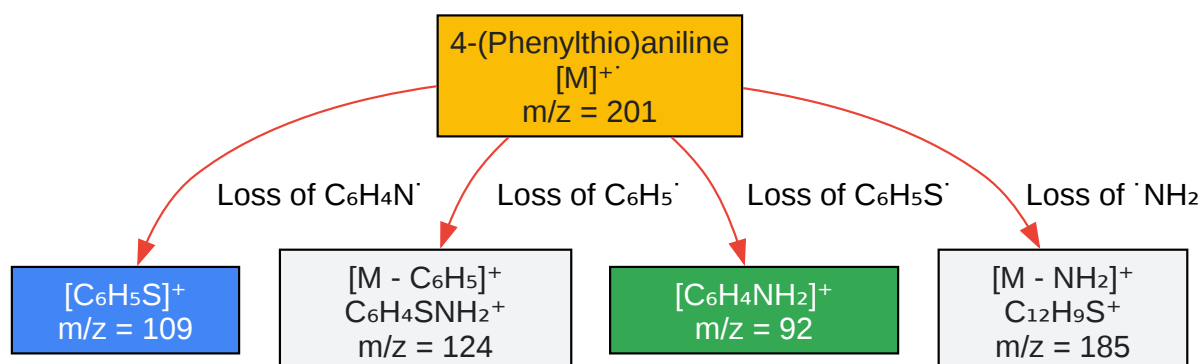 4-(Phenylthio)aniline
[M]⁺˙
m/z = 201
Loss of C₆H₄N˙
Loss of C₆H₅˙
Loss of C₆H₅S˙
Loss of ˙NH₂
[C₆H₅S]⁺
m/z = 109
[M - C₆H₅]⁺
C₆H₄SNH₂⁺
m/z = 124
[C₆H₄NH₂]⁺
m/z = 92
[M - NH₂]⁺
C₁₂H₉S⁺
m/z = 185